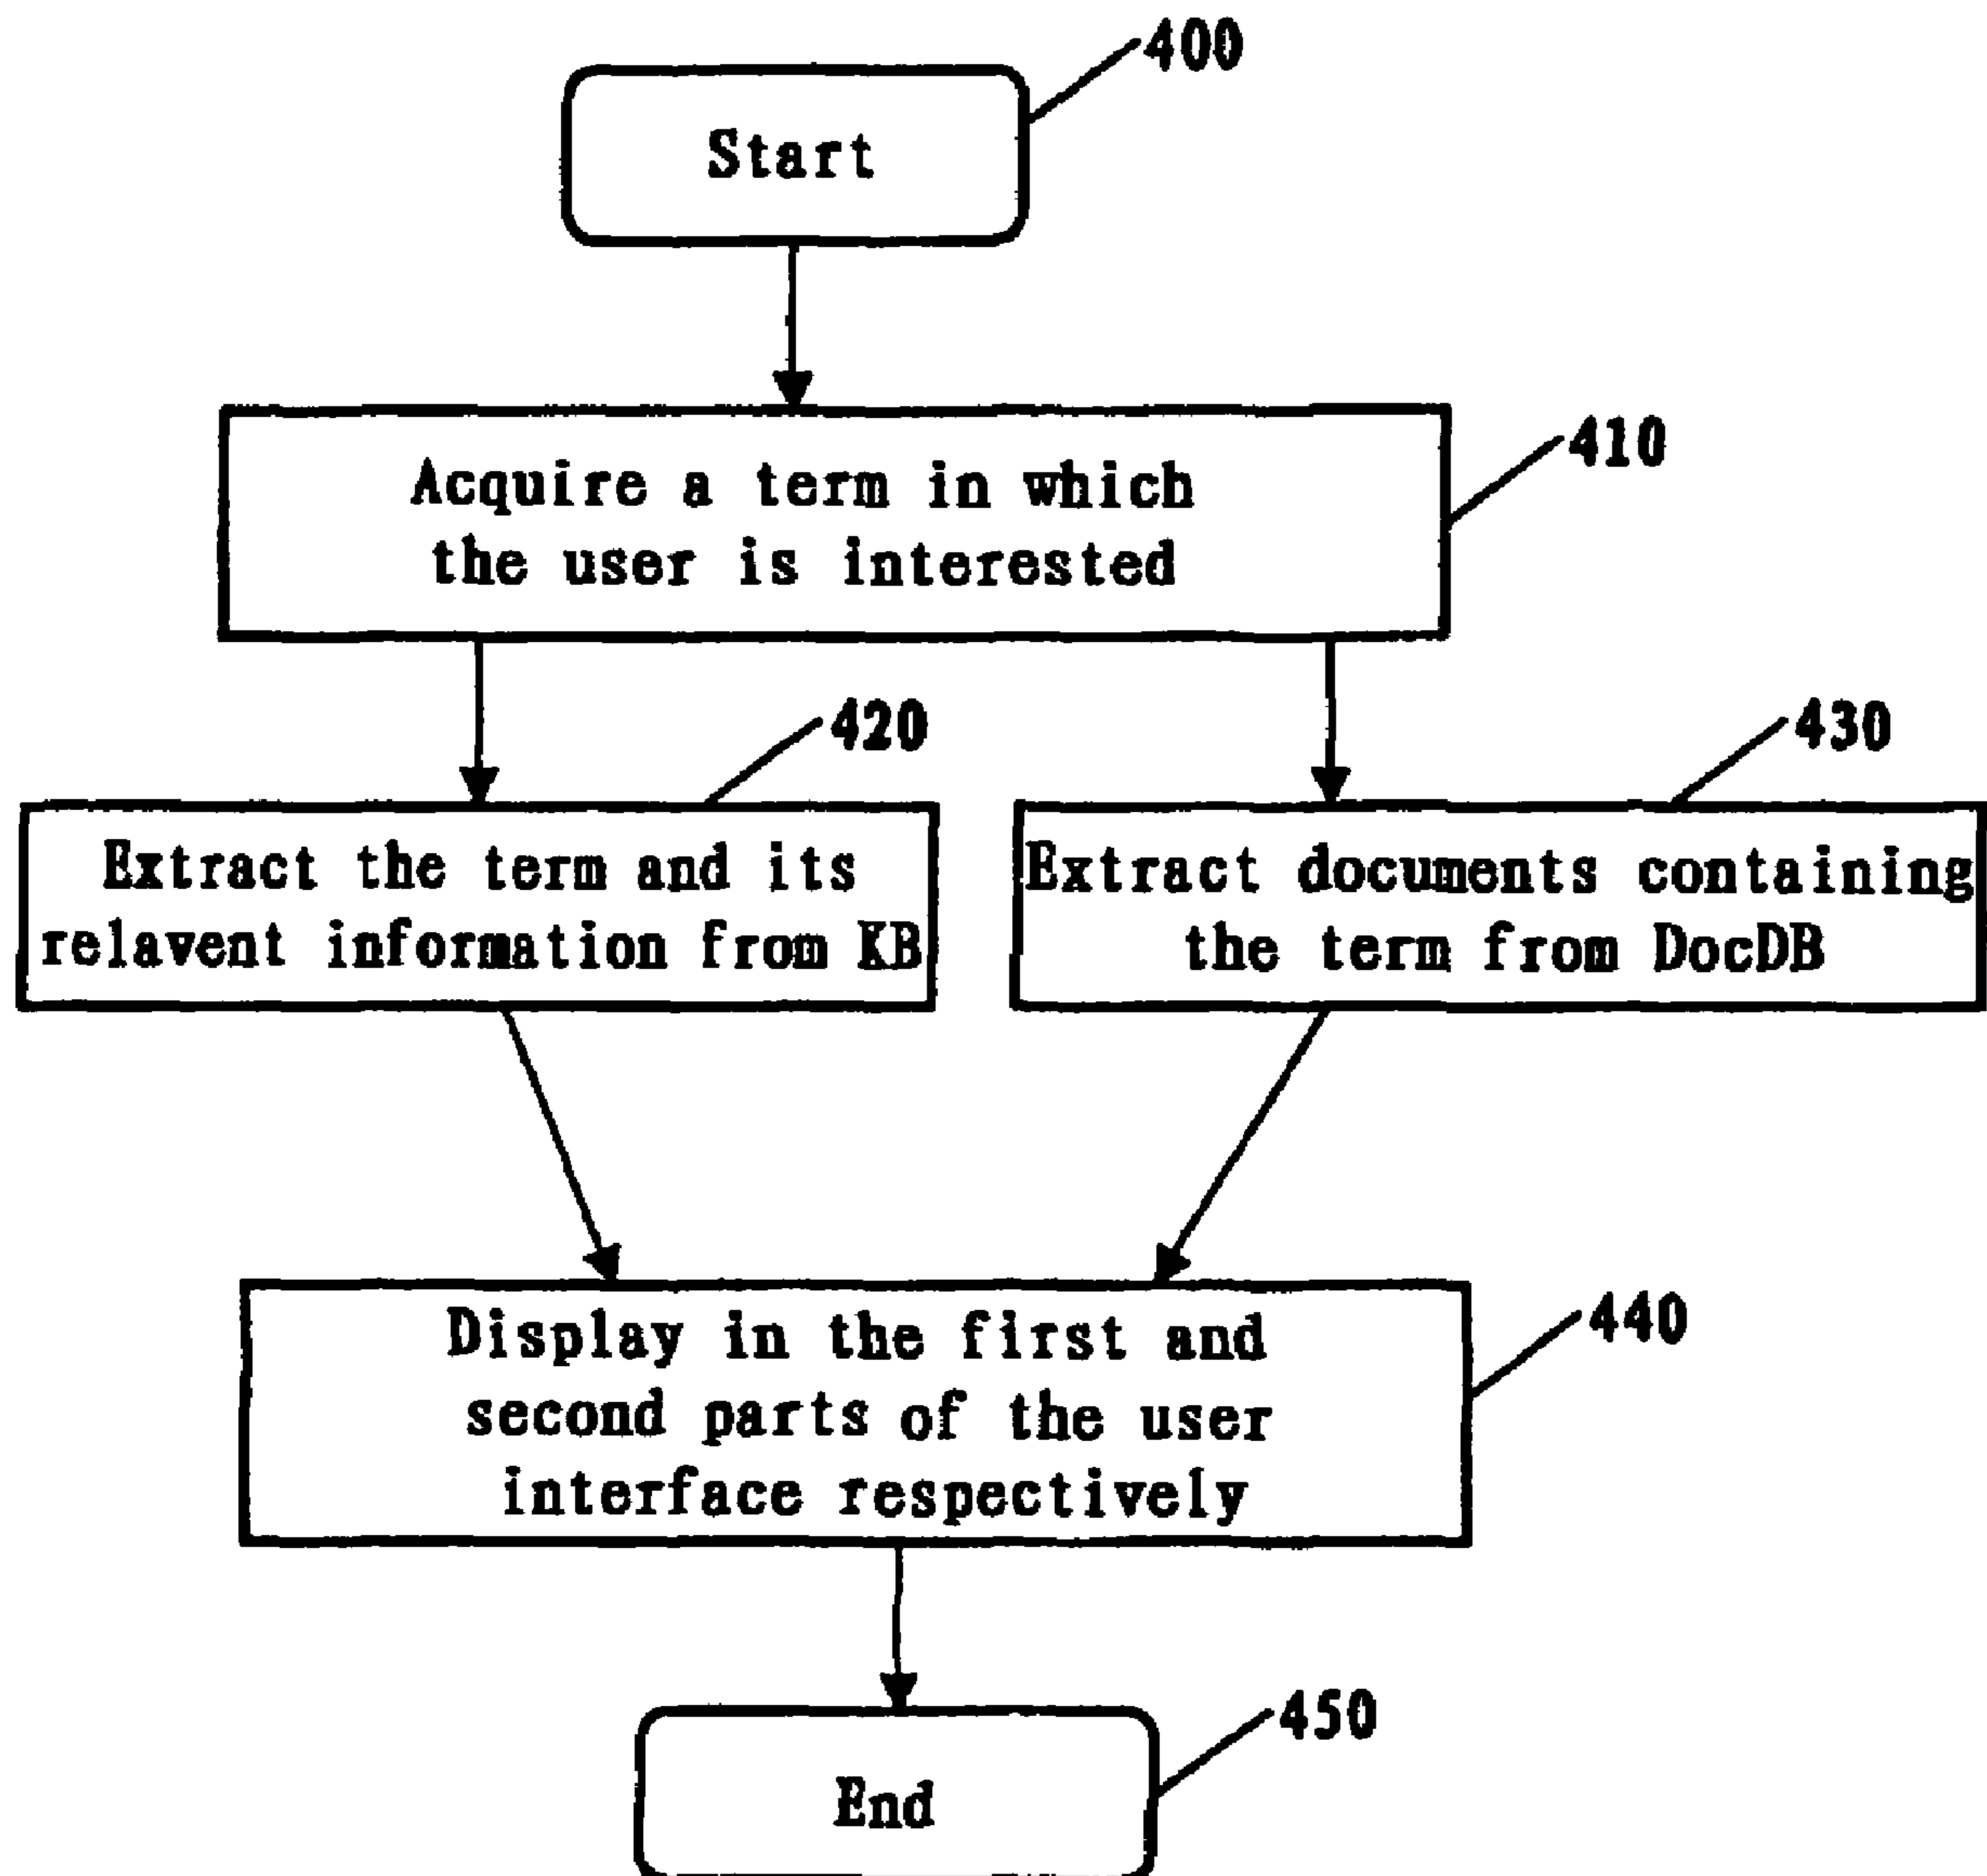 400
Start
410
Acquire a term in which
the user is interested
420
Extract the term and its
relavent information from KB
430
Extract documents containing
the term from DocDB
440
Display in the first and
second parts of the user
interface respectively
450
End